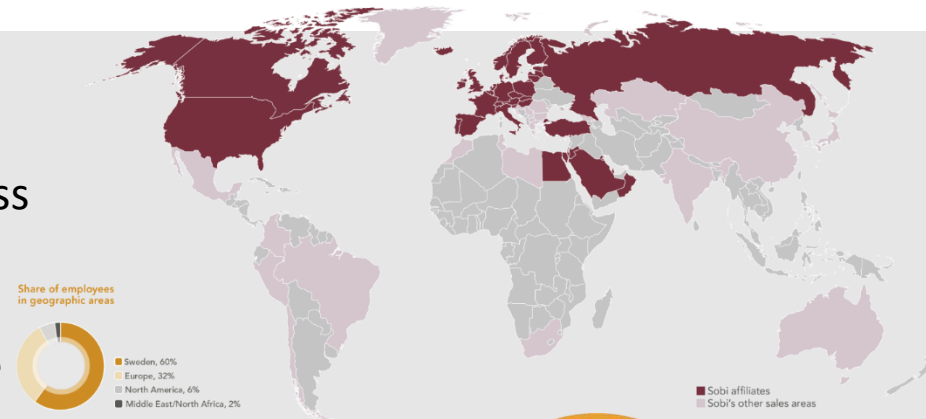 ss
Share of employees
in geographic areas
Sweden, 60%
Europe, 32%
North America, 6%
Middle East/North Africa, 2%
Sobi affiliates
Sobi's other sales areas